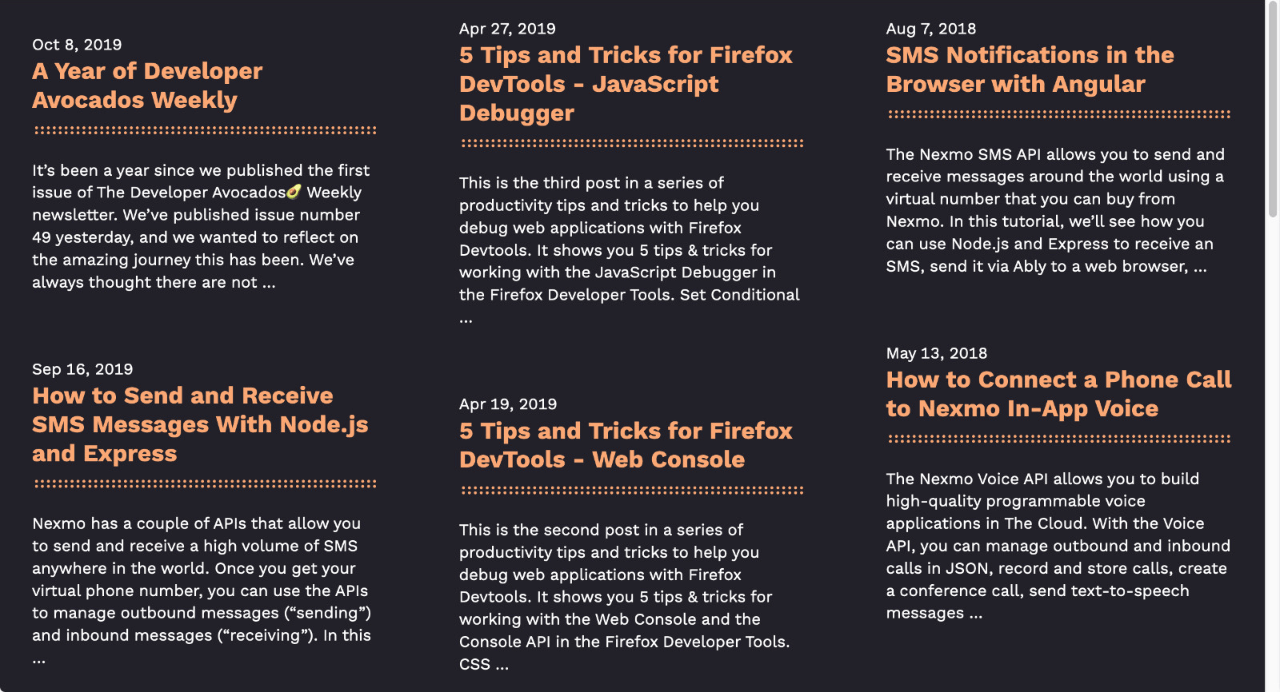 Oct 8, 2019
A Year of Developer
Avocados Weekly
It’s been a year since we published the first
issue of The Developer Avocados🥑 Weekly
newsletter. We’ve published issue number
49 yesterday, and we wanted to reflect on
the amazing journey this has been. We’ve
always thought there are not ...
Sep 16, 2019
How to Send and Receive
SMS Messages With Node.js
and Express
Nexmo has a couple of APIs that allow you
to send and receive a high volume of SMS
anywhere in the world. Once you get your
virtual phone number, you can use the APIs
to manage outbound messages (“sending”)
and inbound messages (“receiving”). In this
...
Apr 27, 2019
5 Tips and Tricks for Firefox
DevTools - JavaScript
Debugger
This is the third post in a series of
productivity tips and tricks to help you
debug web applications with Firefox
Devtools. It shows you 5 tips & tricks for
working with the JavaScript Debugger in
the Firefox Developer Tools. Set Conditional
...
Apr 19, 2019
5 Tips and Tricks for Firefox
DevTools - Web Console
This is the second post in a series of
productivity tips and tricks to help you
debug web applications with Firefox
Devtools. It shows you 5 tips & tricks for
working with the Web Console and the
Console API in the Firefox Developer Tools.
CSS ...
Aug 7, 2018
SMS Notifications in the
Browser with Angular
The Nexmo SMS API allows you to send and
receive messages around the world using a
virtual number that you can buy from
Nexmo. In this tutorial, we’ll see how you
can use Node.js and Express to receive an
SMS, send it via Ably to a web browser, ...
May 13, 2018
How to Connect a Phone Call
to Nexmo In-App Voice
The Nexmo Voice API allows you to build
high-quality programmable voice
applications in The Cloud. With the Voice
API, you can manage outbound and inbound
calls in JSON, record and store calls, create
a conference call, send text-to-speech
messages ...